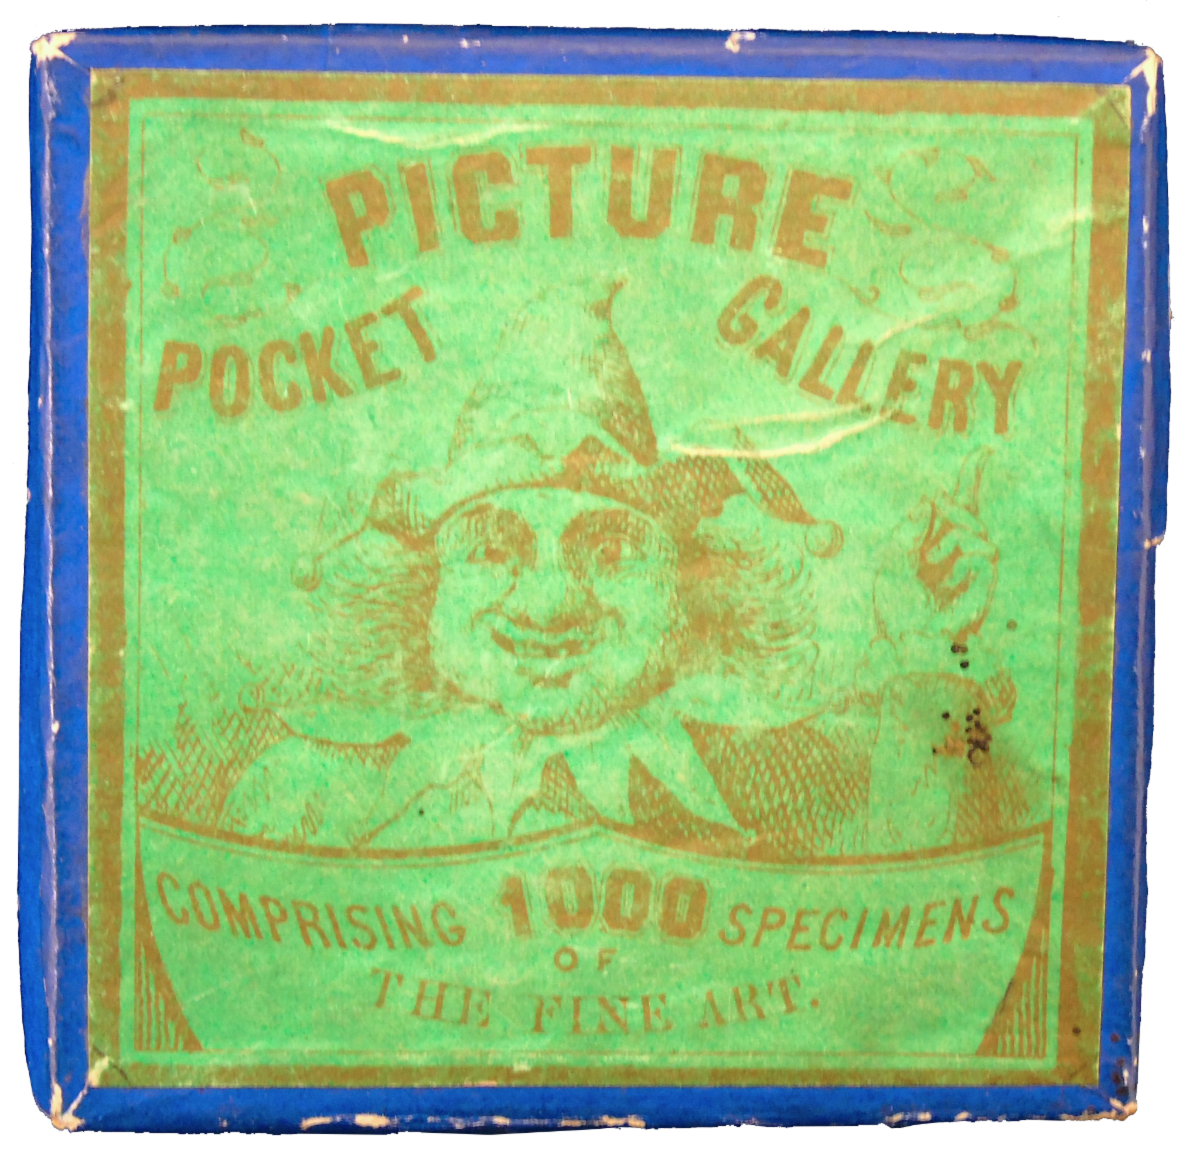 PICTURE
POCKET GALLERY
COMPRISING 1000 SPECIMENS
OF
THE FINE ART.